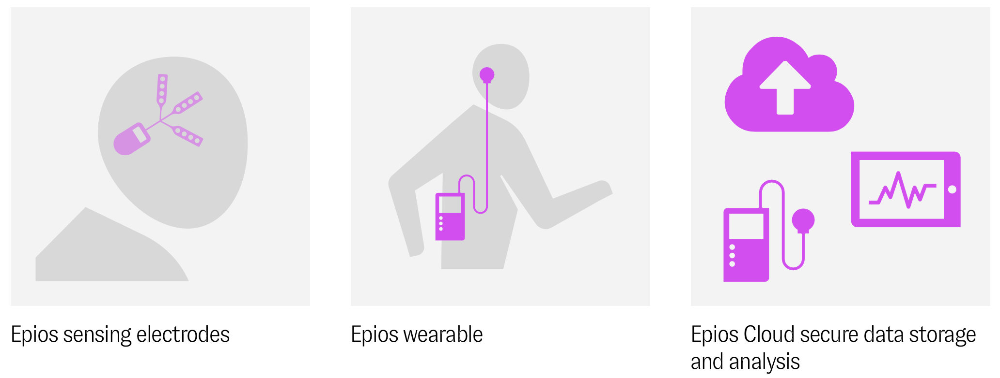 Epios sensing electrodes
Epios wearable
Epios Cloud secure data storage
and analysis